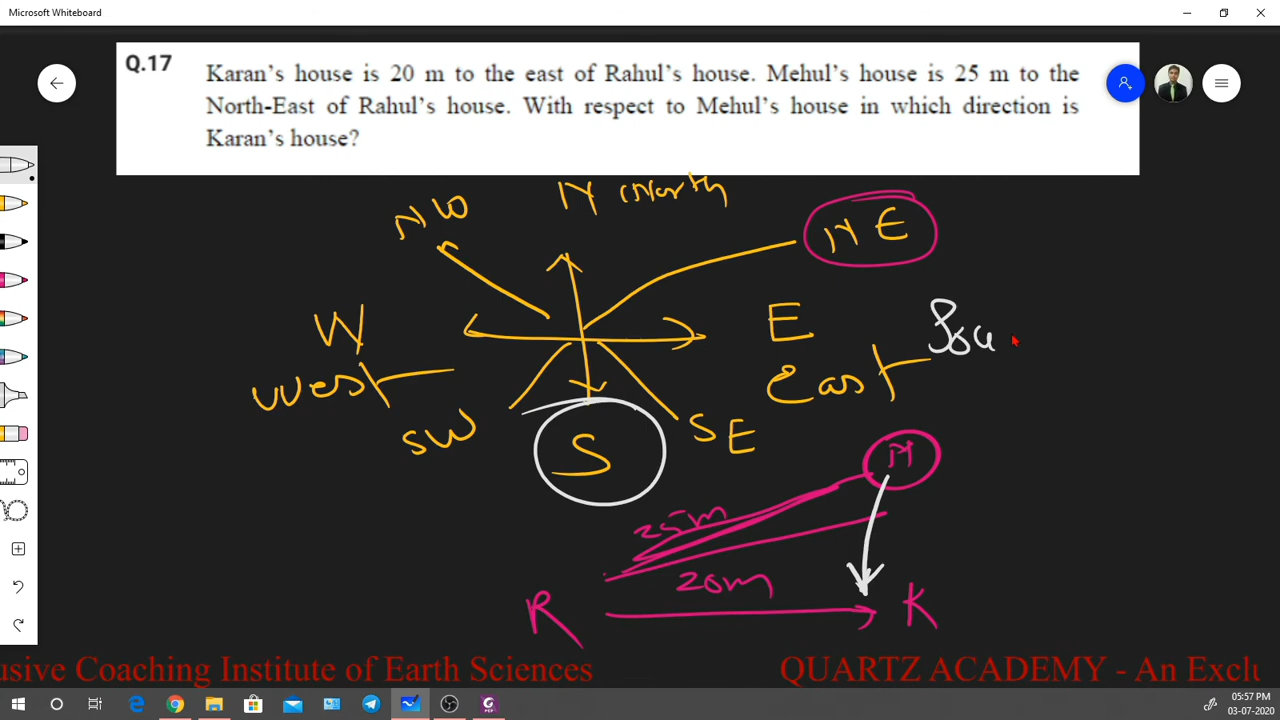 Microsoft Whiteboard
Q.17 Karan's house is 20 m to the east of Rahul's house. Mehul's house is 25 m to the
North-East of Rahul's house. With respect to Mehul's house in which direction is
Karan's house?
N (North
NW
NE
W
E
West
East
Sou
SW
S
SE
M
25m
20m
R
K
usive Coaching Institute of Earth Sciences
QUARTZ ACADEMY - An Exclu
05:57 PM
03-07-2020